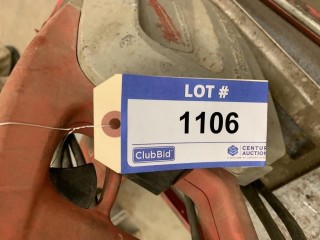 LOT #
1106
ClubBid
CENTUR
AUCTION